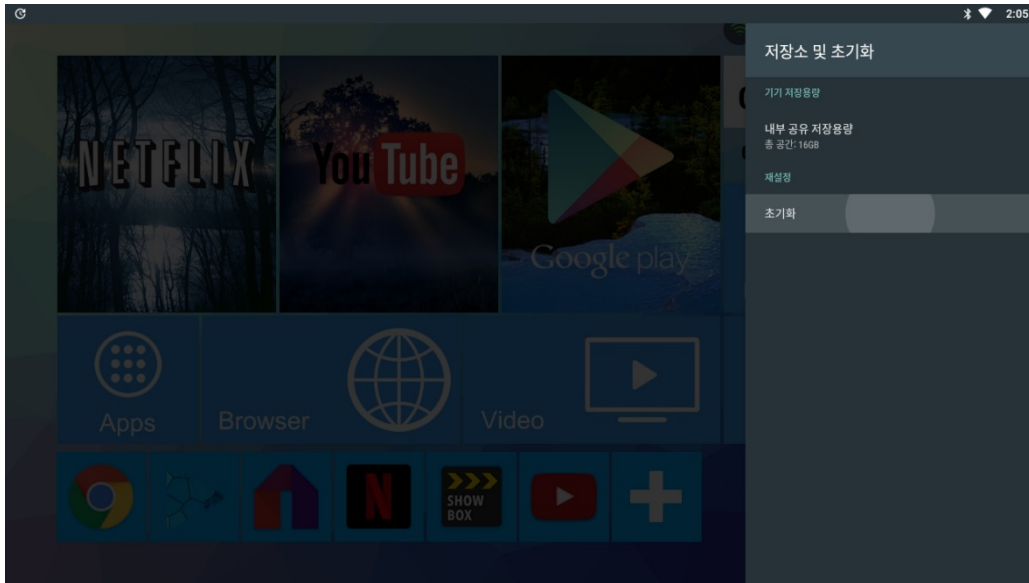 2:05
저장소 및 초기화
기기 저장용량
내부 공유 저장용량
총 공간: 16GB
재설정
초기화
NETFLIX
YouTube
Google play
Apps
Browser
Video
N
SHOW
BOX